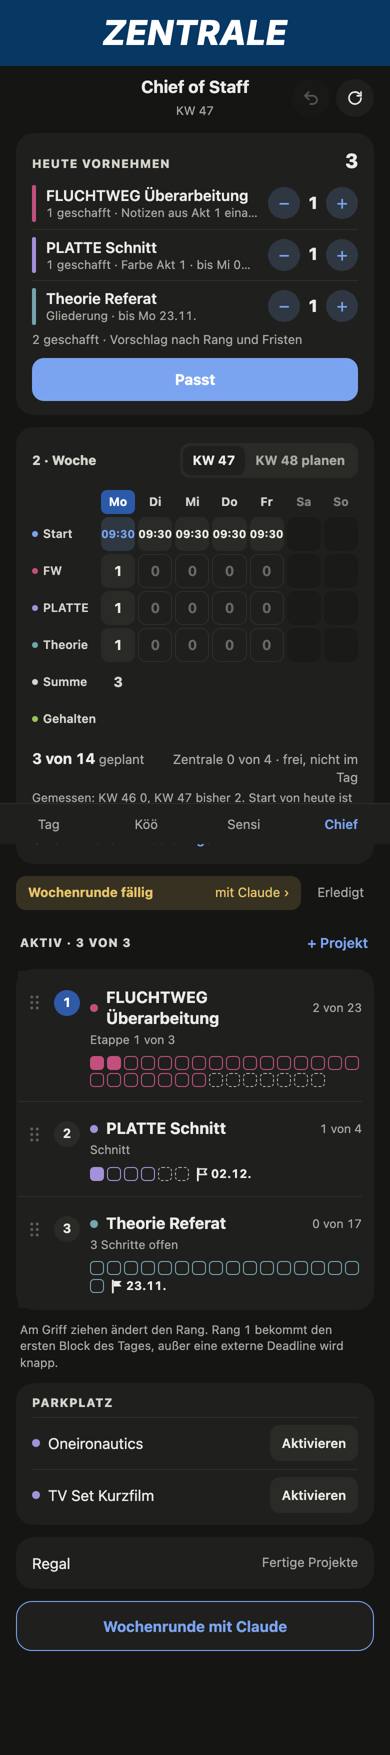 ZENTRALE
Chief of Staff
KW 47
HEUTE VORNEHMEN 3
FLUCHTWEG Überarbeitung − 1 +
1 geschafft · Notizen aus Akt 1 eina…
PLATTE Schnitt − 1 +
1 geschafft · Farbe Akt 1 · bis Mi 0…
Theorie Referat − 1 +
Gliederung · bis Mo 23.11.
2 geschafft · Vorschlag nach Rang und Fristen
Passt
2 · Woche KW 47 KW 48 planen
Mo Di Mi Do Fr Sa So
Start 09:30 09:30 09:30 09:30 09:30
FW 1 0 0 0 0
PLATTE 1 0 0 0 0
Theorie 1 0 0 0 0
Summe 3
Gehalten
3 von 14 geplant Zentrale 0 von 4 · frei, nicht im
Tag
Gemessen: KW 46 0, KW 47 bisher 2. Start von heute ist
Tag Köö Sensi Chief
Wochenrunde fällig mit Claude › Erledigt
AKTIV · 3 VON 3 + Projekt
1 FLUCHTWEG 2 von 23
Überarbeitung
Etappe 1 von 3
2 PLATTE Schnitt 1 von 4
Schnitt
02.12.
3 Theorie Referat 0 von 17
3 Schritte offen
23.11.
Am Griff ziehen ändert den Rang. Rang 1 bekommt den
ersten Block des Tages, außer eine externe Deadline wird
knapp.
PARKPLATZ
Oneironautics Aktivieren
TV Set Kurzfilm Aktivieren
Regal Fertige Projekte
Wochenrunde mit Claude